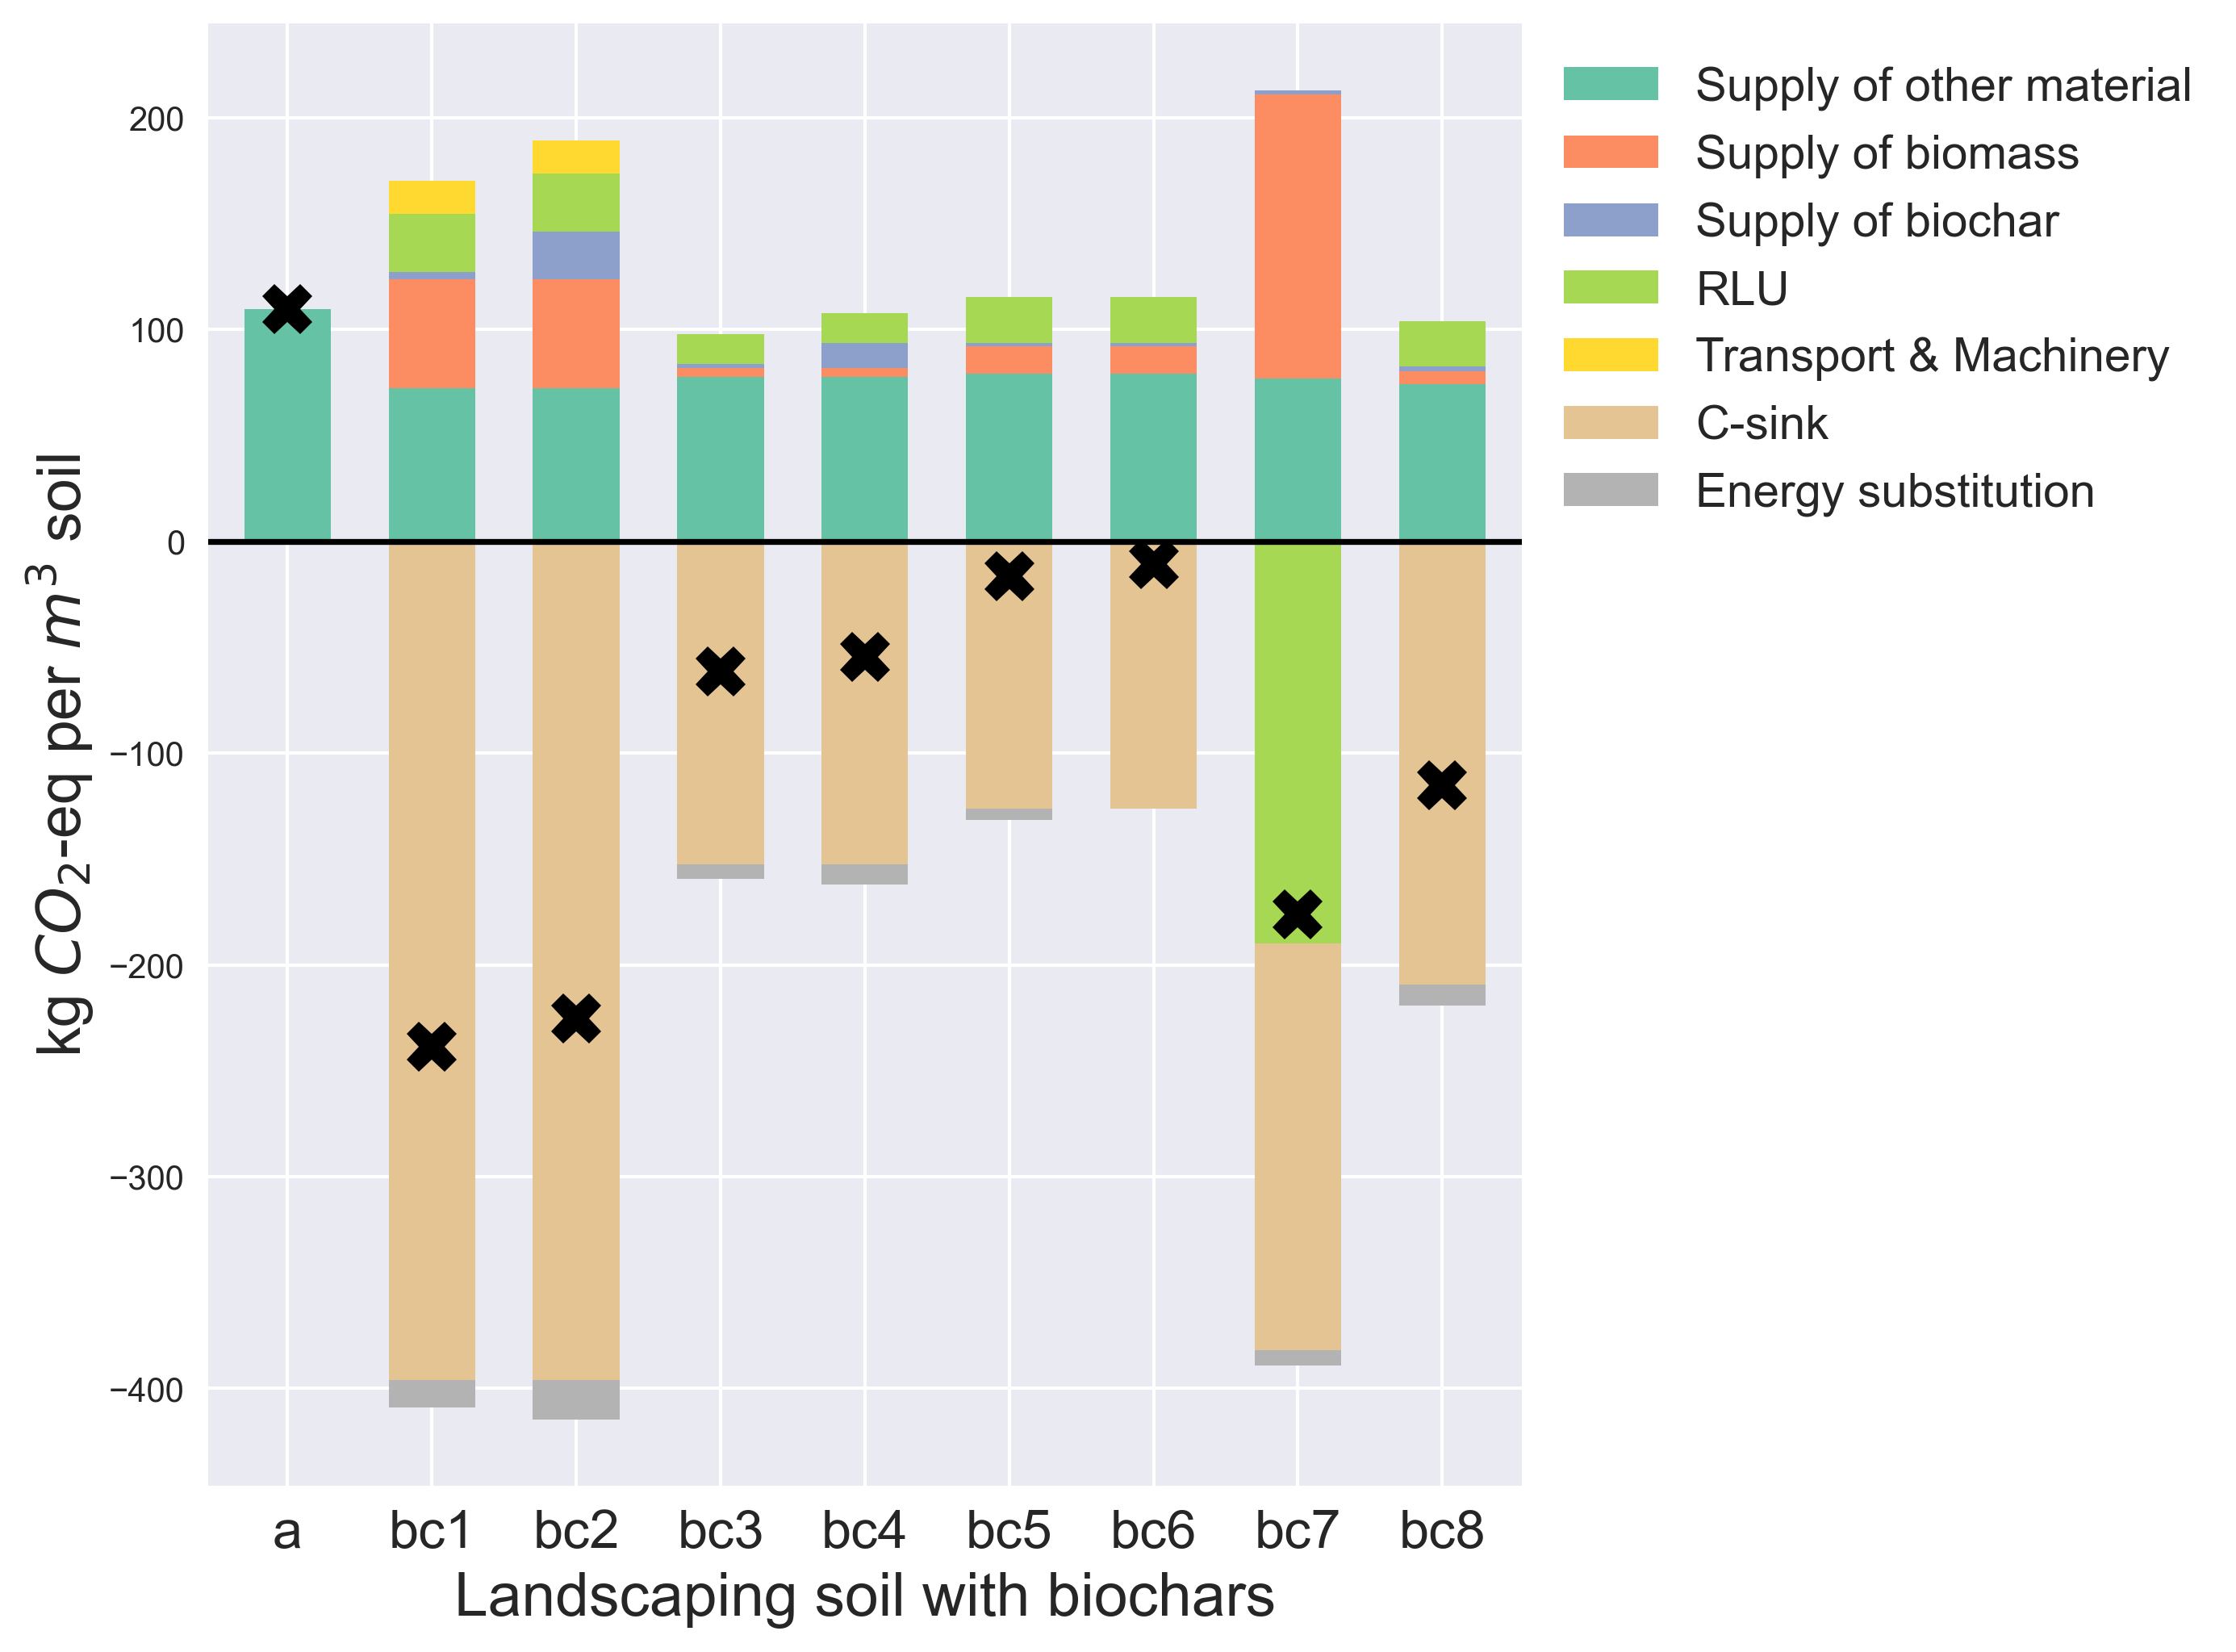 kg CO₂-eq per m³ soil
200
100
0
−100
−200
−300
−400
a bc1 bc2 bc3 bc4 bc5 bc6 bc7 bc8
Landscaping soil with biochars
Supply of other material
Supply of biomass
Supply of biochar
RLU
Transport & Machinery
C-sink
Energy substitution